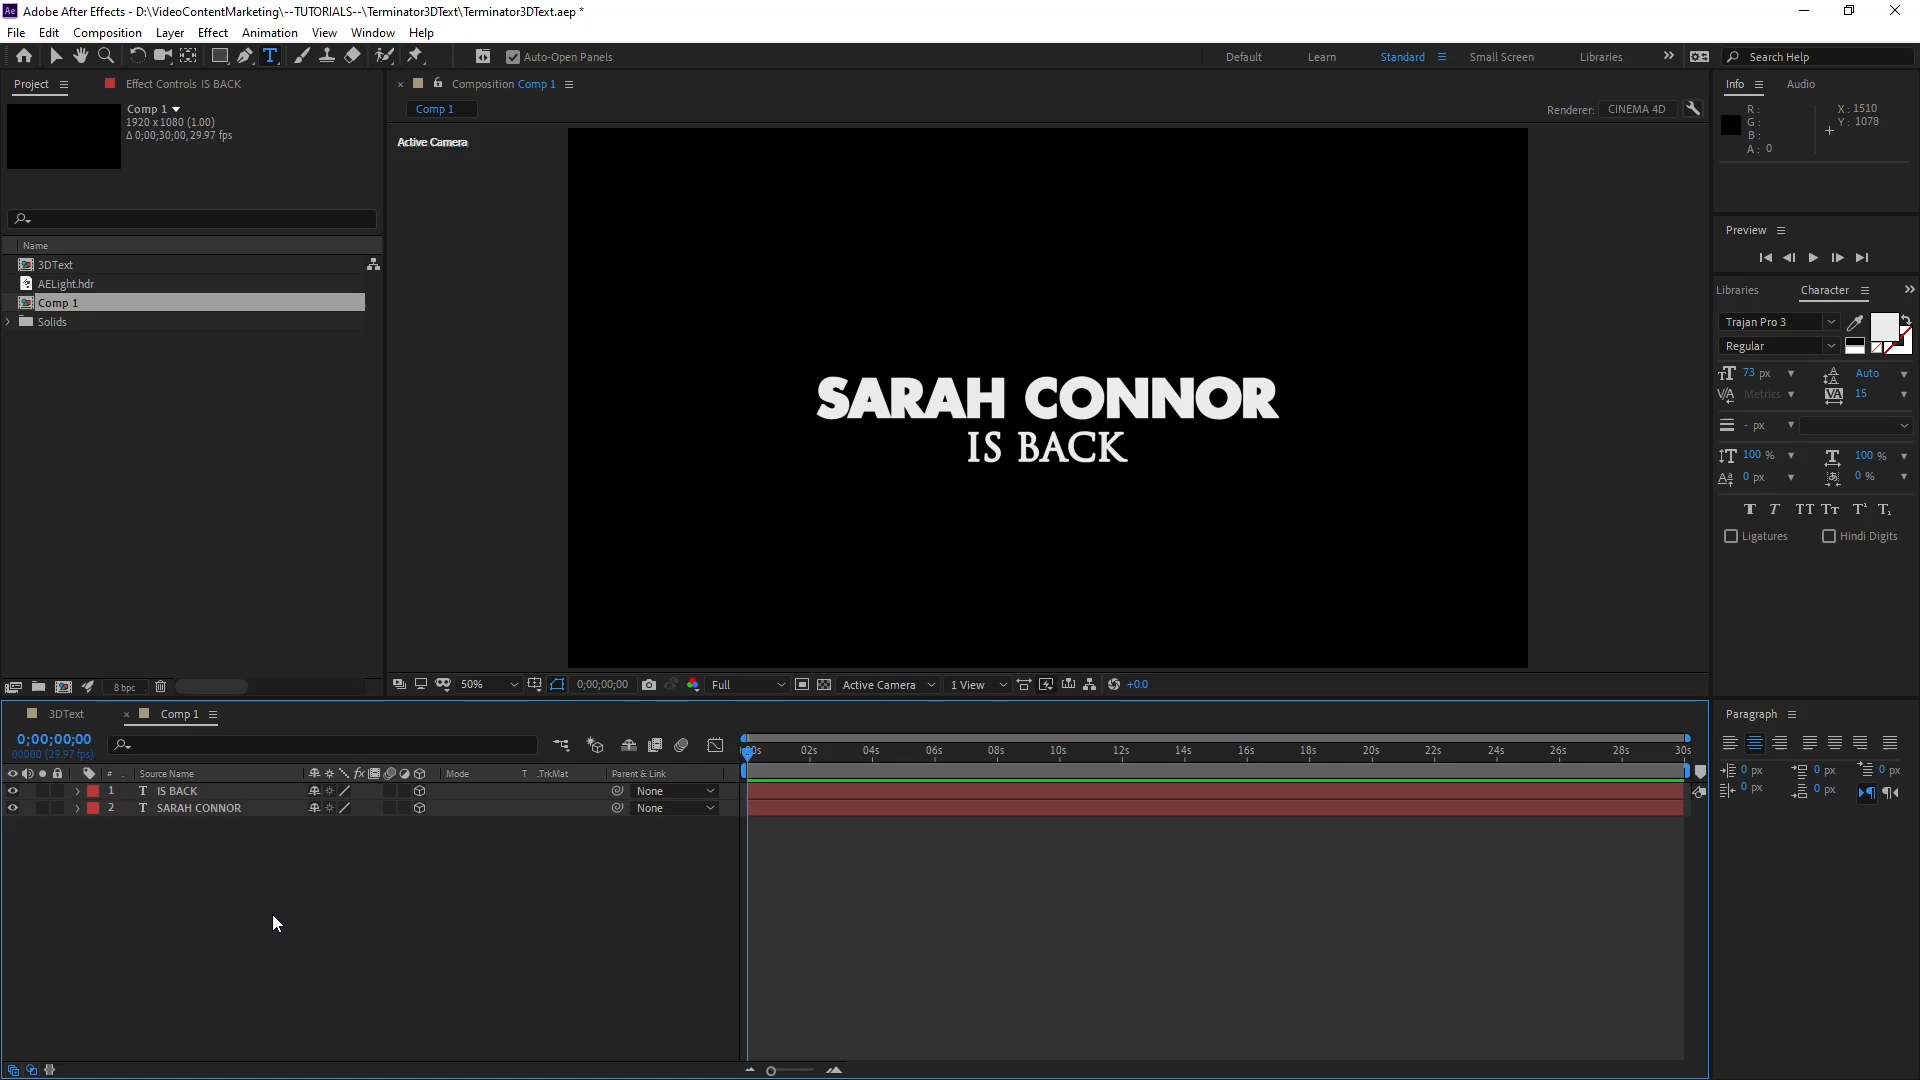 Ae Adobe After Effects - D:\VideoContentMarketing\--TUTORIALS--\Terminator3DText\Terminator3DText.aep *
File Edit Composition Layer Effect Animation View Window Help
Auto-Open Panels
Default Learn Standard Small Screen Libraries
Search Help
Project
Effect Controls IS BACK
Comp 1
1920 x 1080 (1.00)
Δ 0;00;30;00, 29.97 fps
Name
3DText
AELight.hdr
Comp 1
Solids
8 bpc
Composition Comp 1
Comp 1
Renderer: CINEMA 4D
Active Camera
SARAH CONNOR
IS BACK
50%
0;00;00;00
Full
Active Camera
1 View
+0.0
Info Audio
R:
G:
B:
A: 0
X: 1510
Y: 1078
Preview
Libraries Character
Trajan Pro 3
Regular
73 px
Auto
Metrics
15
- px
100 %
100 %
0 px
0 %
Ligatures
Hindi Digits
3DText
Comp 1
0;00;00;00
00000 (29.97 fps)
# Source Name Mode T .TrkMat Parent & Link
1 T IS BACK None
2 T SARAH CONNOR None
02s 04s 06s 08s 10s 12s 14s 16s 18s 20s 22s 24s 26s 28s 30s
Paragraph
0 px 0 px 0 px
0 px 0 px